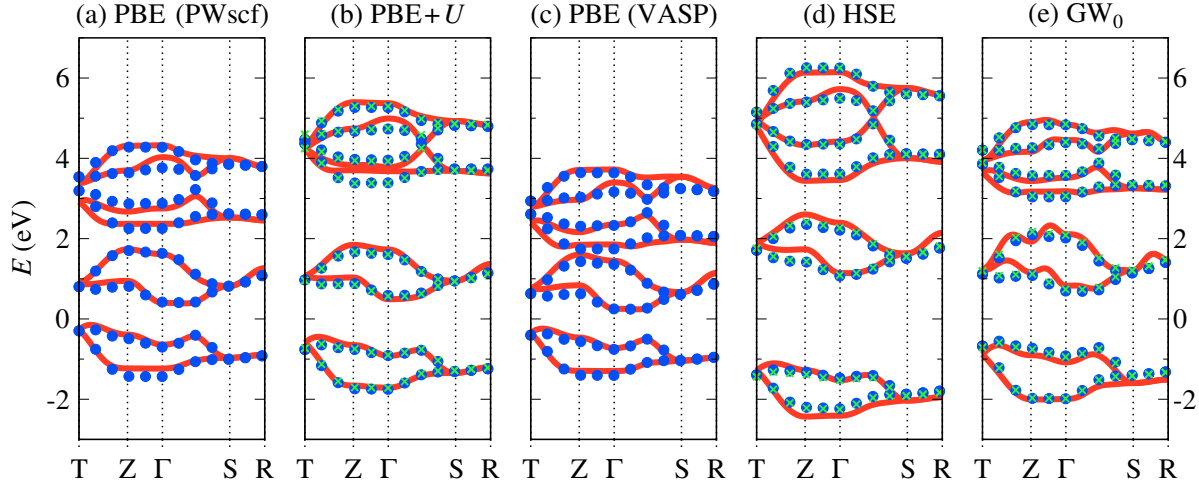 (a) PBE (PWscf) (b) PBE+U (c) PBE (VASP) (d) HSE (e) GW0
6 6
4 4
2 2
0 0
-2 -2
E (eV)
T Z Γ S R T Z Γ S R T Z Γ S R T Z Γ S R T Z Γ S R